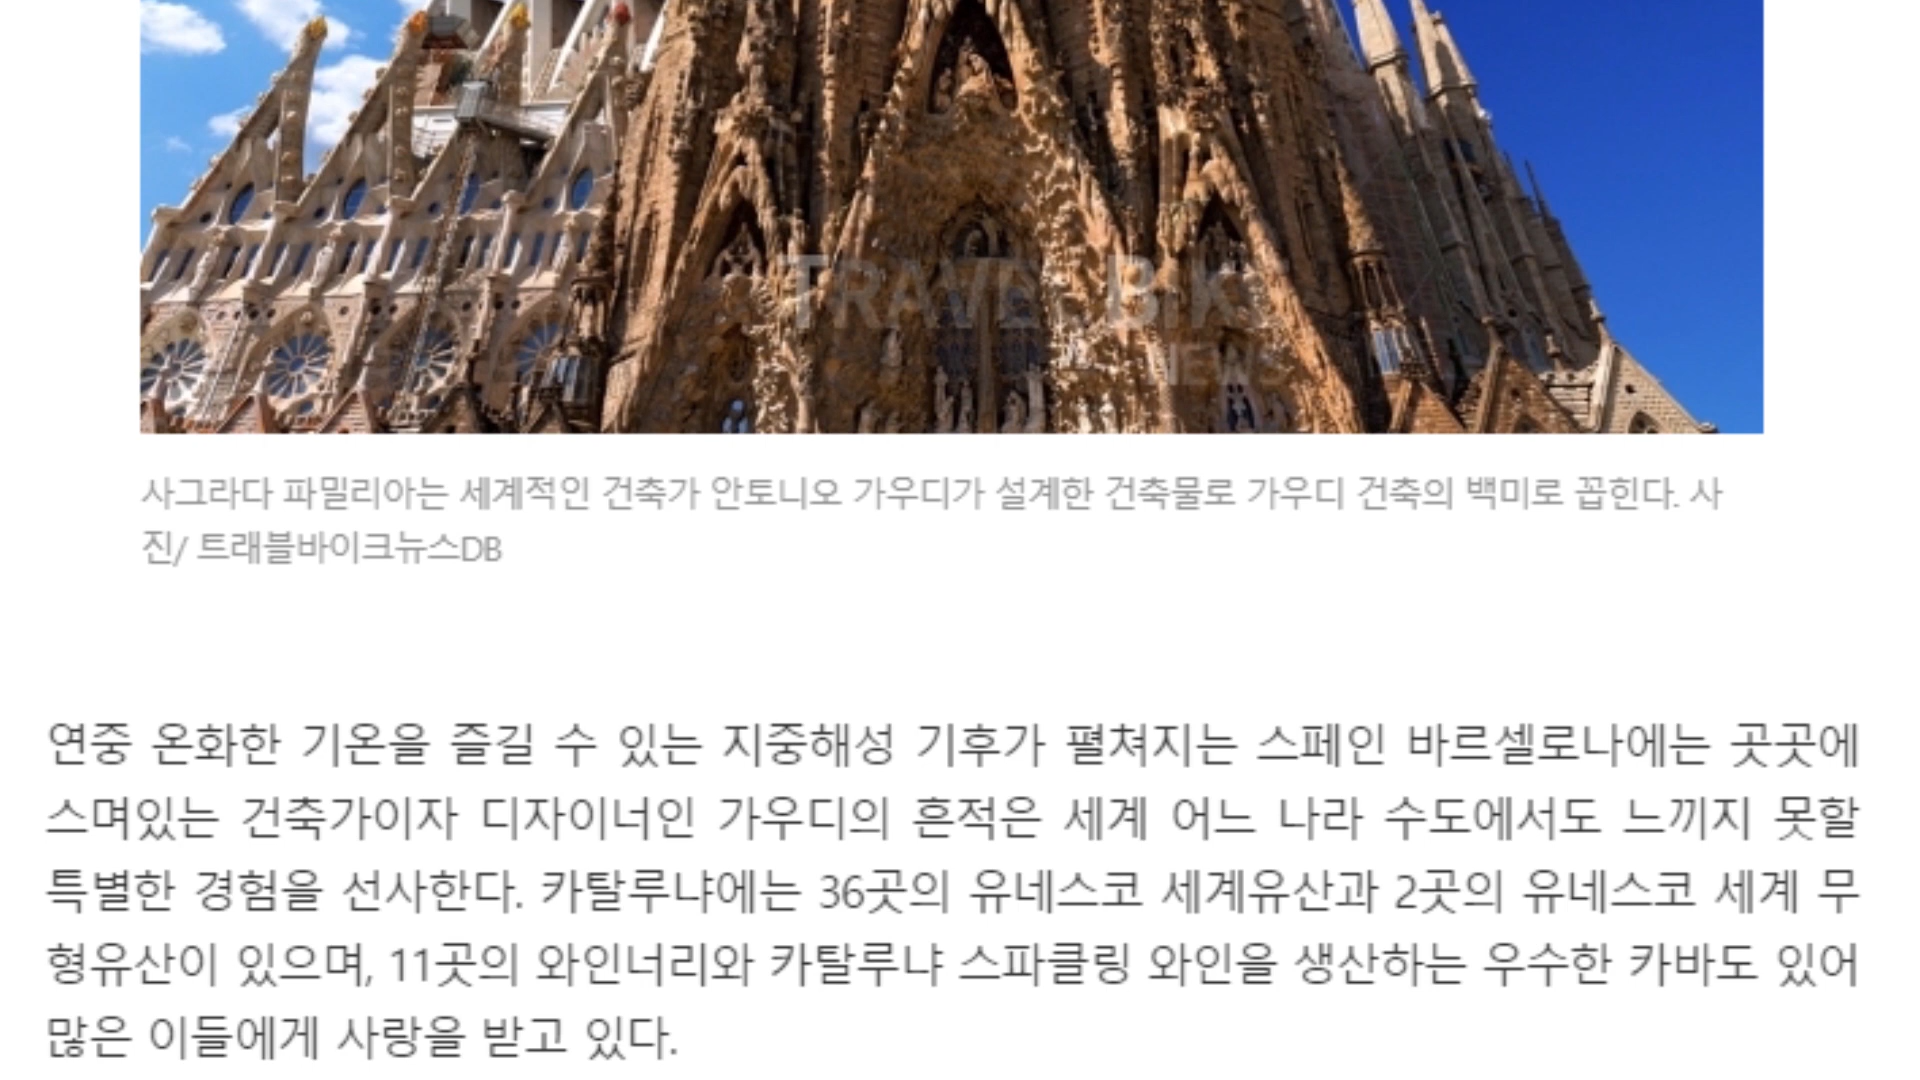 TRAVEL BIKE
NEWS
사그라다 파밀리아는 세계적인 건축가 안토니오 가우디가 설계한 건축물로 가우디 건축의 백미로 꼽힌다. 사
진/ 트래블바이크뉴스DB
연중 온화한 기온을 즐길 수 있는 지중해성 기후가 펼쳐지는 스페인 바르셀로나에는 곳곳에
스며있는 건축가이자 디자이너인 가우디의 흔적은 세계 어느 나라 수도에서도 느끼지 못할
특별한 경험을 선사한다. 카탈루냐에는 36곳의 유네스코 세계유산과 2곳의 유네스코 세계 무
형유산이 있으며, 11곳의 와인너리와 카탈루냐 스파클링 와인을 생산하는 우수한 카바도 있어
많은 이들에게 사랑을 받고 있다.